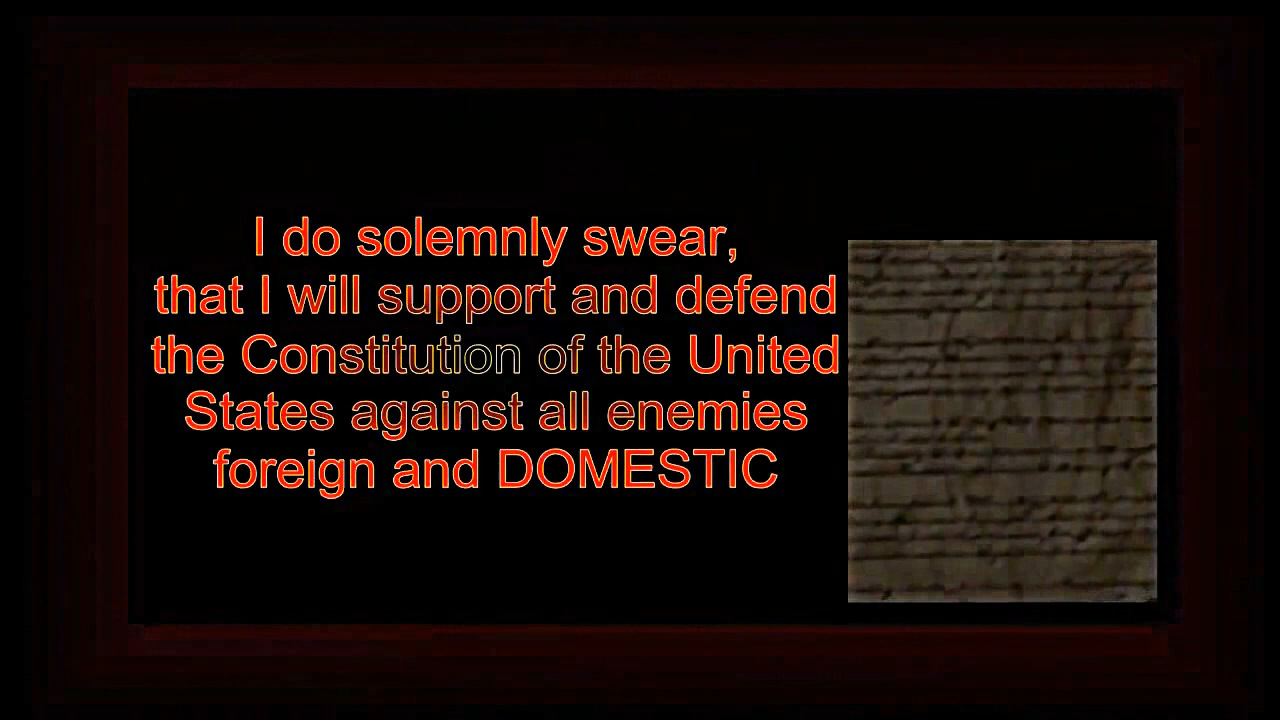 I do solemnly swear,
that I will support and defend
the Constitution of the United
States against all enemies
foreign and DOMESTIC